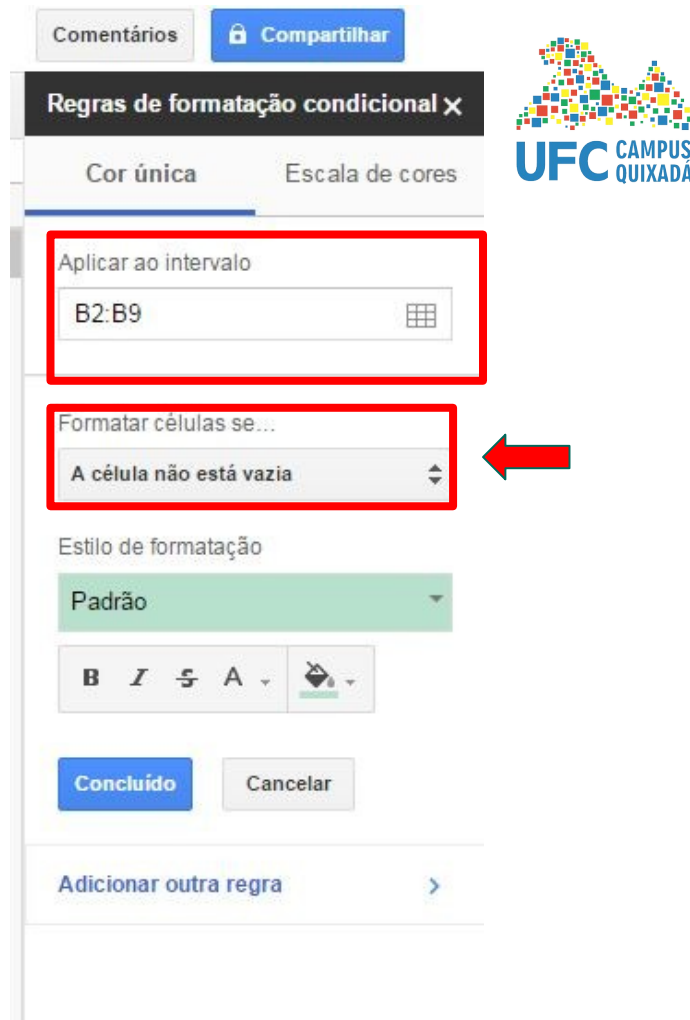 Comentários
Compartilhar
Regras de formatação condicional
Cor única
Escala de cores
Aplicar ao intervalo
B2:B9
Formatar células se...
A célula não está vazia
Estilo de formatação
Padrão
B I S A
Concluído
Cancelar
Adicionar outra regra
UFC CAMPUS
QUIXADÁ